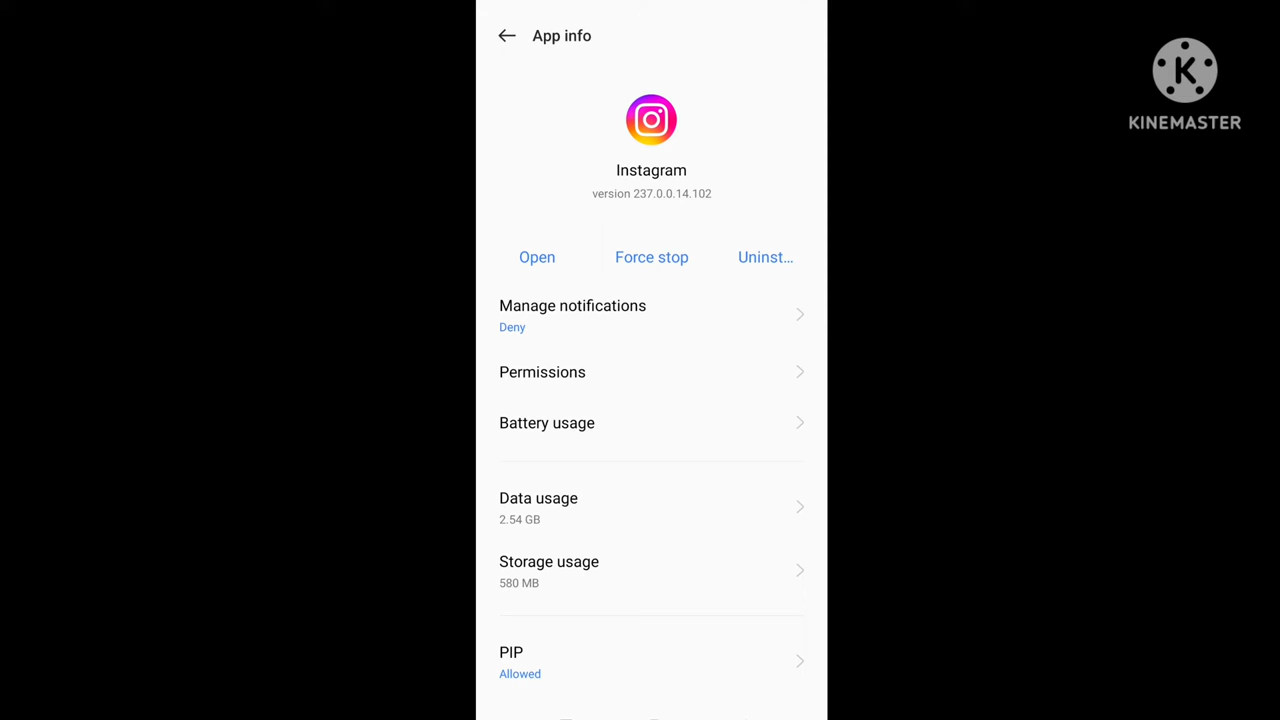 App info
K
KINEMASTER
Instagram
version 237.0.0.14.102
Open
Force stop
Uninst...
Manage notifications
Deny
Permissions
Battery usage
Data usage
2.54 GB
Storage usage
580 MB
PIP
Allowed